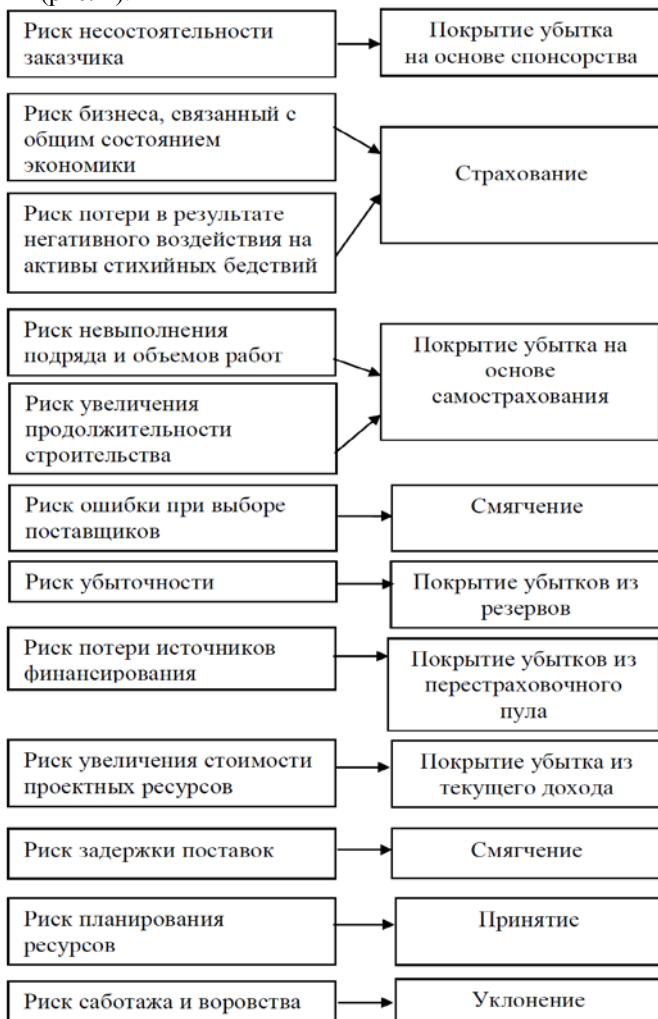 Риск несостоятельности
заказчика
Покрытие убытка
на основе спонсорства
Риск бизнеса, связанный с
общим состоянием
экономики
Страхование
Риск потери в результате
негативного воздействия на
активы стихийных бедствий
Риск невыполнения
подряда и объемов работ
Покрытие убытка на
основе
самострахования
Риск увеличения
продолжительности
строительства
Риск ошибки при выборе
поставщиков
Смягчение
Риск убыточности
Покрытие убытков из
резервов
Риск потери источников
финансирования
Покрытие убытков из
перестраховочного
пула
Риск увеличения стоимости
проектных ресурсов
Покрытие убытка из
текущего дохода
Риск задержки поставок
Смягчение
Риск планирования
ресурсов
Принятие
Риск саботажа и воровства
Уклонение